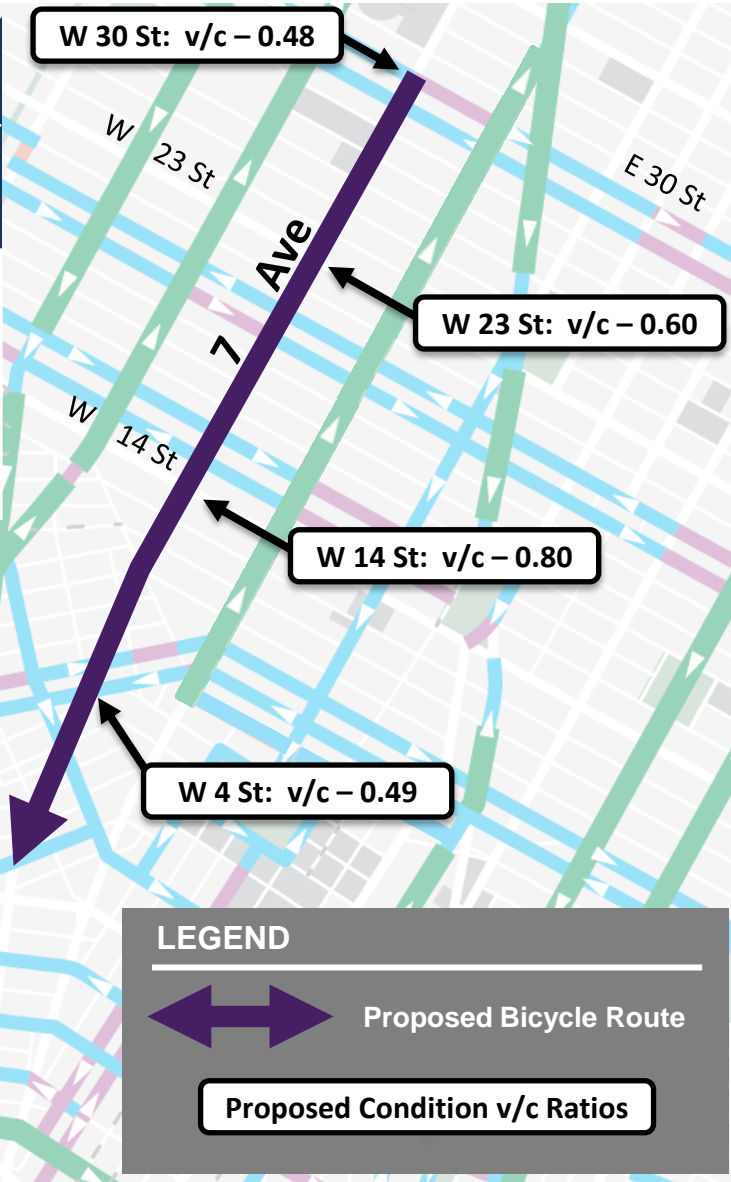 W 30 St: v/c – 0.48
W 23 St
E 30 St
7 Ave
W 23 St: v/c – 0.60
W 14 St
W 14 St: v/c – 0.80
W 4 St: v/c – 0.49
LEGEND
Proposed Bicycle Route
Proposed Condition v/c Ratios